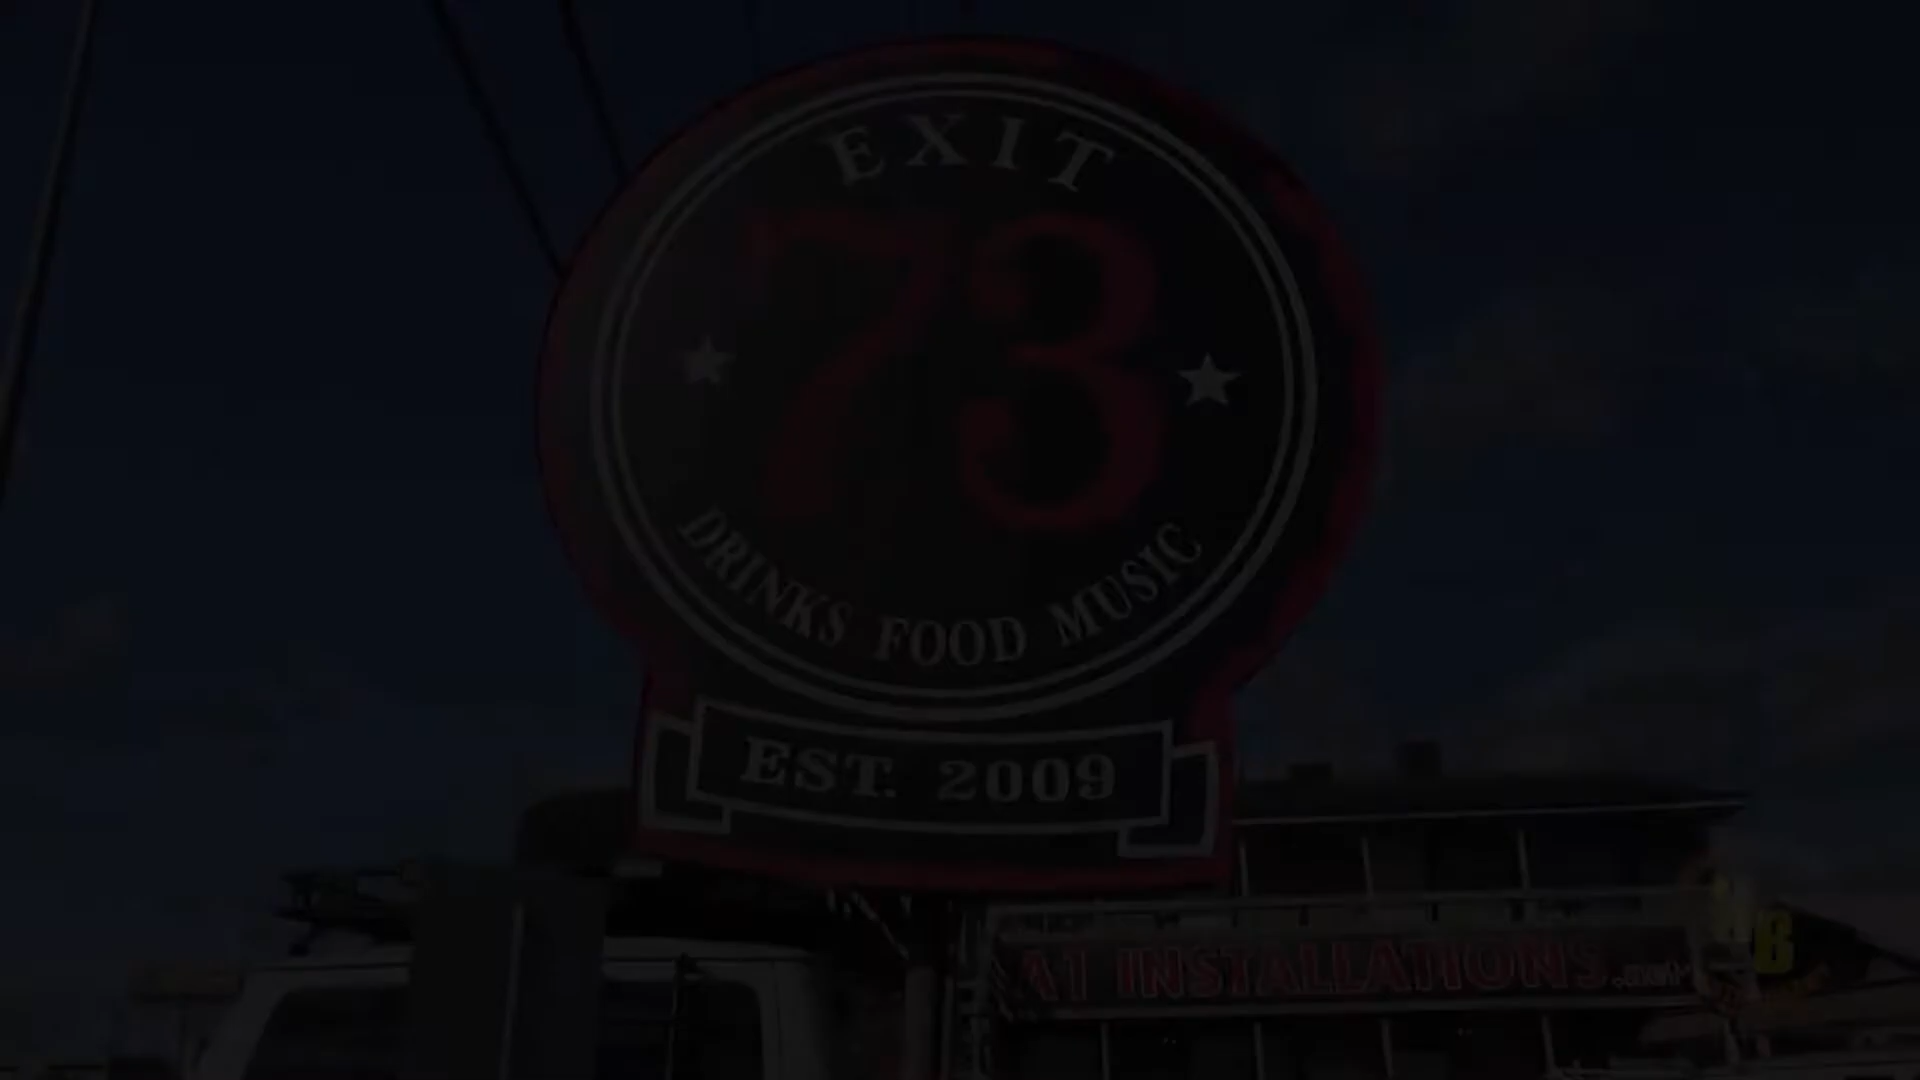 EXIT
73
DRINKS FOOD MUSIC
EST. 2009
A1 INSTALLATIONS